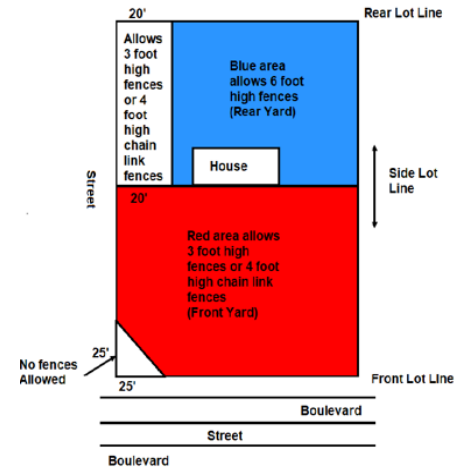 20'
Rear Lot Line
Allows
3 foot
high
fences
or 4
foot
high
chain
link
fences
Blue area
allows 6 foot
high fences
(Rear Yard)
House
Street
Side Lot
Line
20'
Red area allows
3 foot high
fences or 4 foot
high chain link
fences
(Front Yard)
25'
No fences
Allowed
25'
Front Lot Line
Boulevard
Street
Boulevard